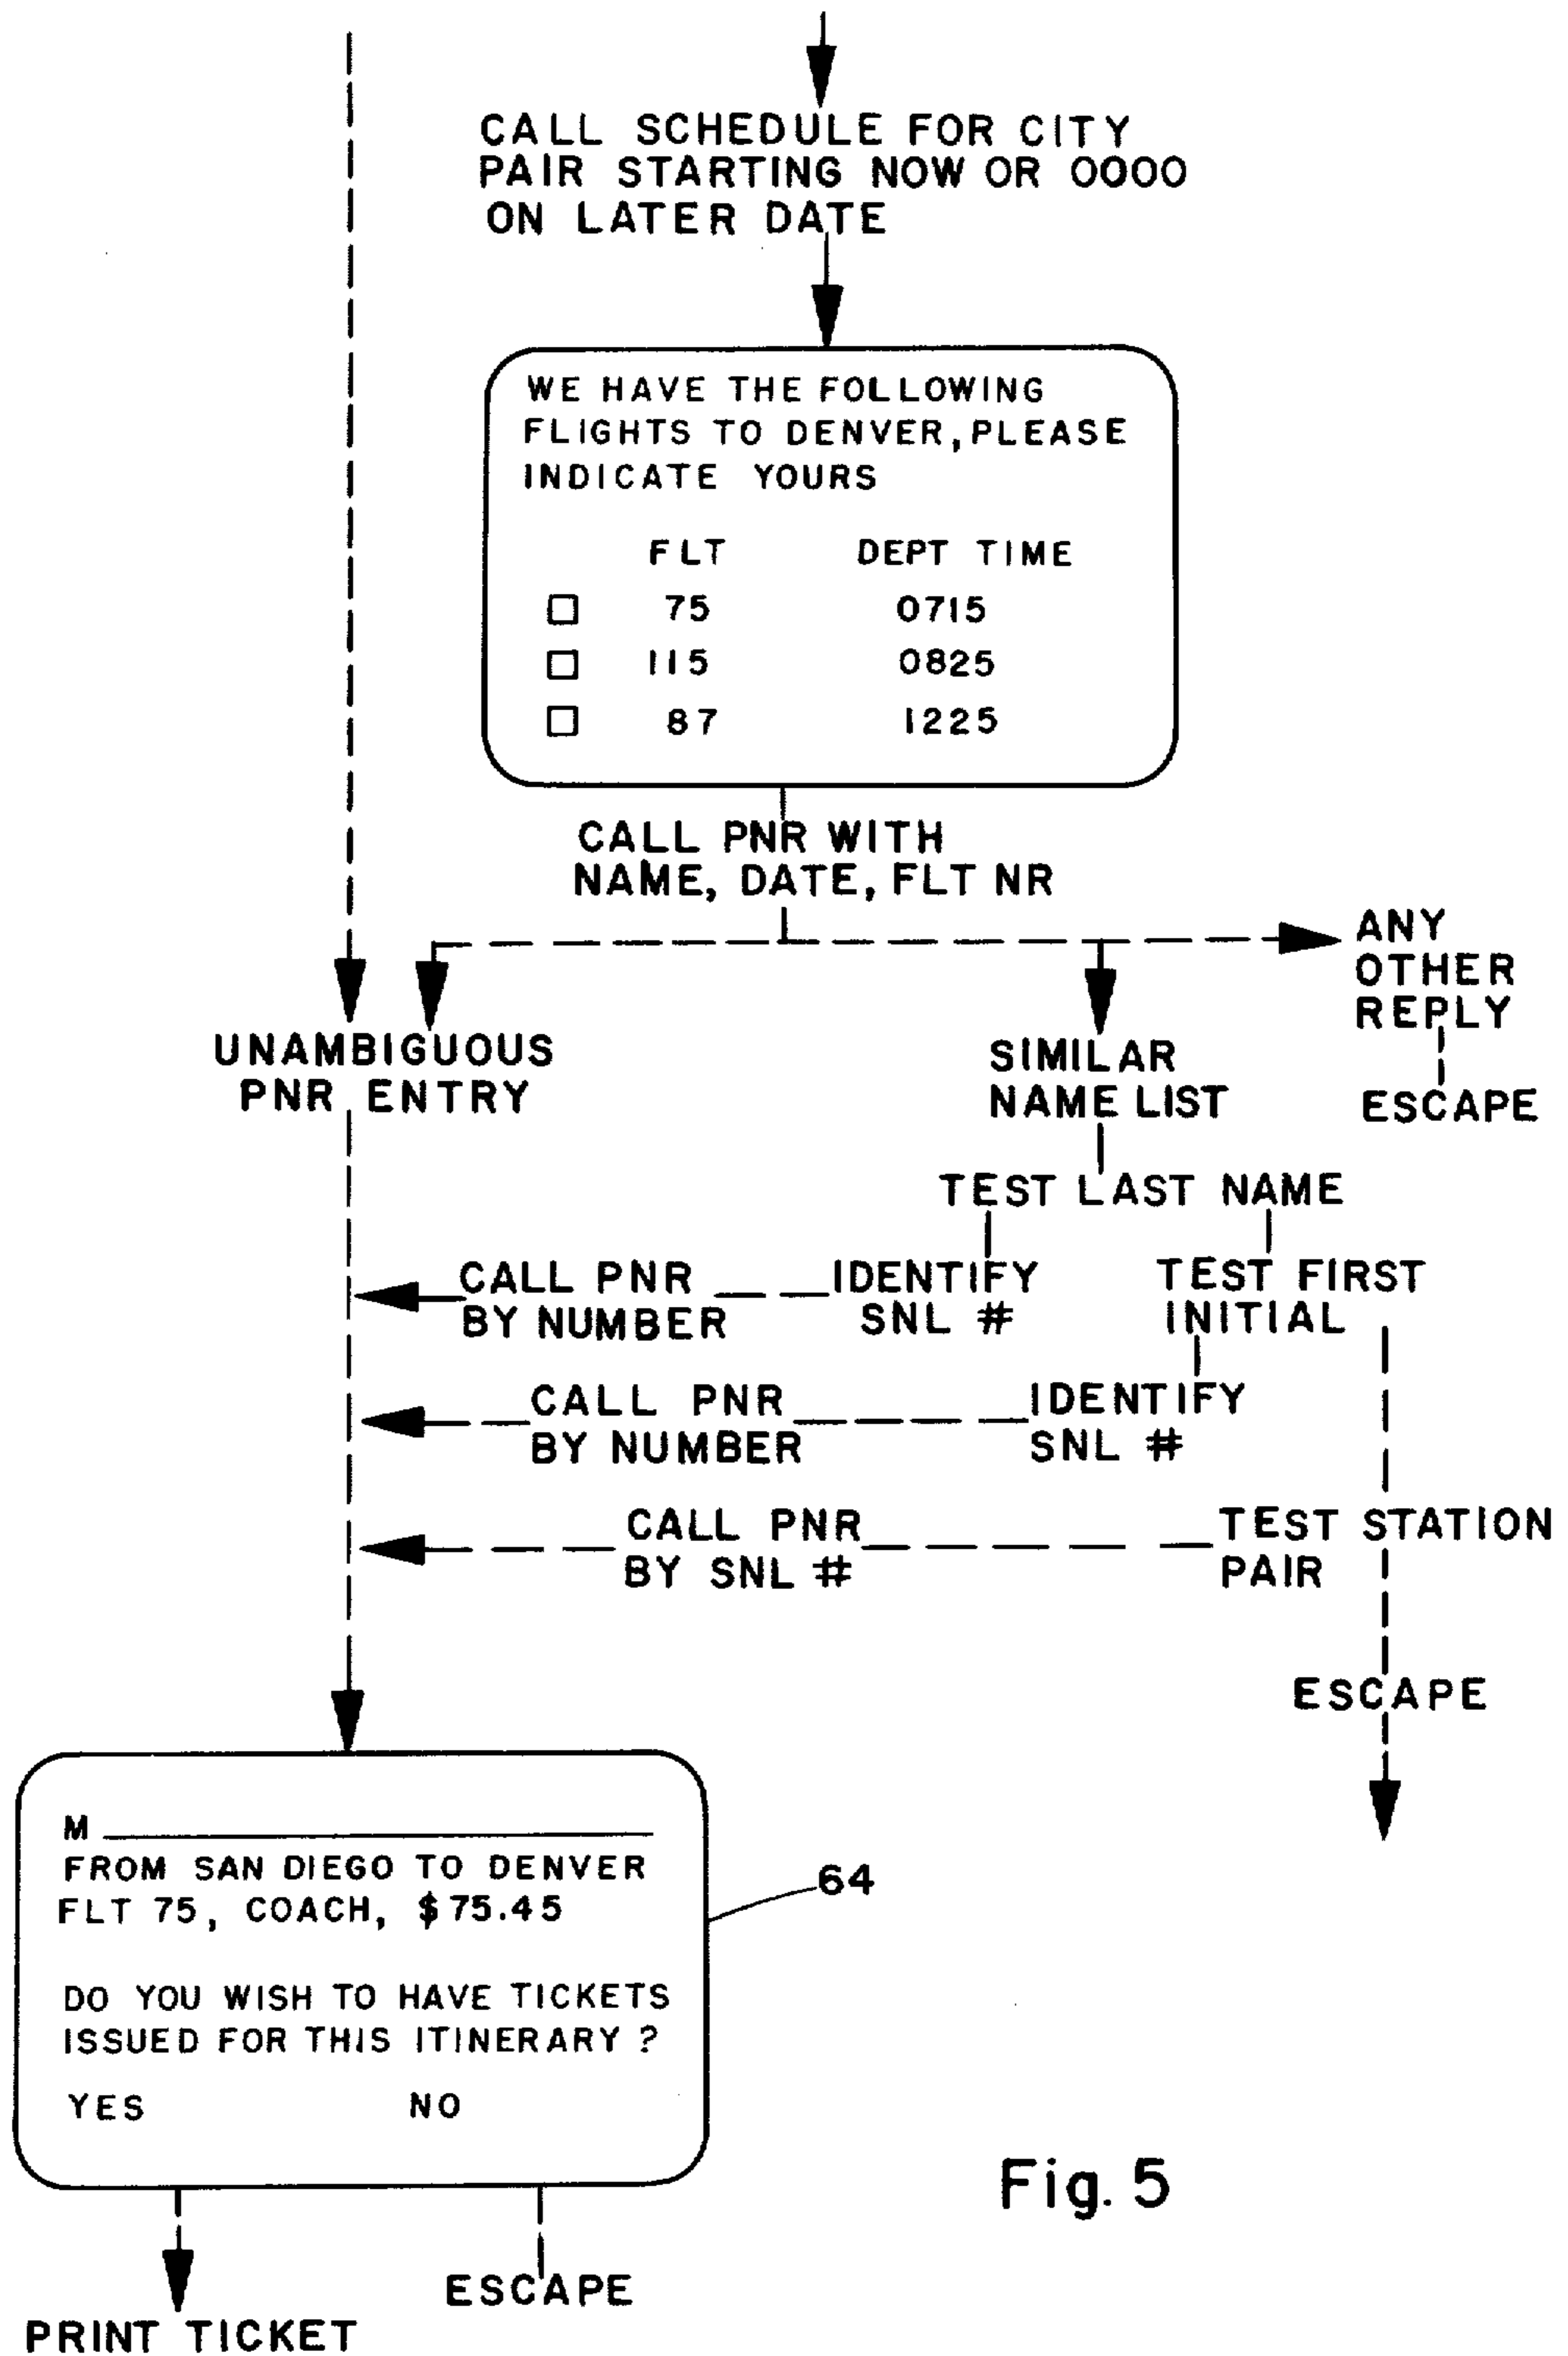 CALL SCHEDULE FOR CITY
PAIR STARTING NOW OR 0000
ON LATER DATE
WE HAVE THE FOLLOWING
FLIGHTS TO DENVER, PLEASE
INDICATE YOURS
FLT DEPT TIME
75 0715
115 0825
87 1225
CALL PNR WITH
NAME, DATE, FLT NR
ANY
OTHER
REPLY
ESCAPE
UNAMBIGUOUS
PNR ENTRY
SIMILAR
NAME LIST
TEST LAST NAME
CALL PNR
BY NUMBER
IDENTIFY
SNL #
TEST FIRST
INITIAL
CALL PNR
BY NUMBER
IDENTIFY
SNL #
CALL PNR
BY SNL #
TEST STATION
PAIR
ESCAPE
M
FROM SAN DIEGO TO DENVER
FLT 75, COACH, $75.45
64
DO YOU WISH TO HAVE TICKETS
ISSUED FOR THIS ITINERARY ?
YES NO
ESCAPE
PRINT TICKET
Fig. 5